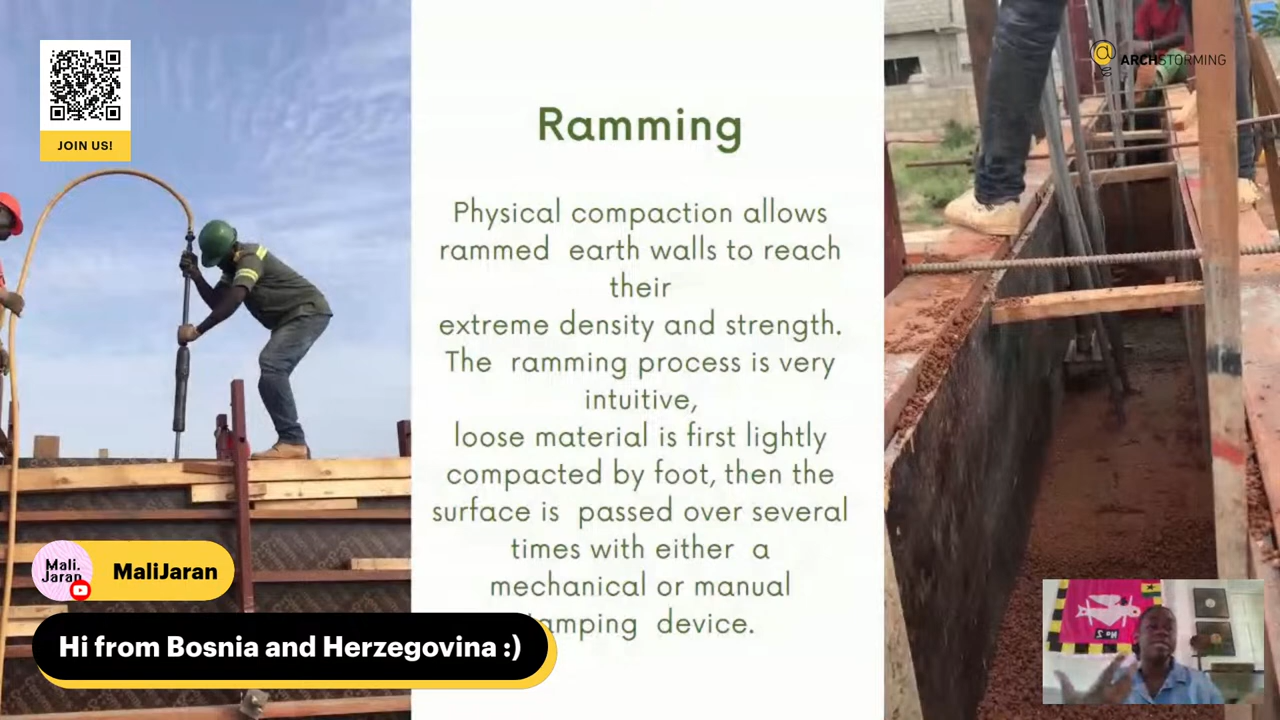 JOIN US!
ARCHSTORMING
Ramming
Physical compaction allows
rammed earth walls to reach
their
extreme density and strength.
The ramming process is very
intuitive,
loose material is first lightly
compacted by foot, then the
surface is passed over several
times with either a
mechanical or manual
amping device.
Mali.
Jaran
MaliJaran
Hi from Bosnia and Herzegovina :)